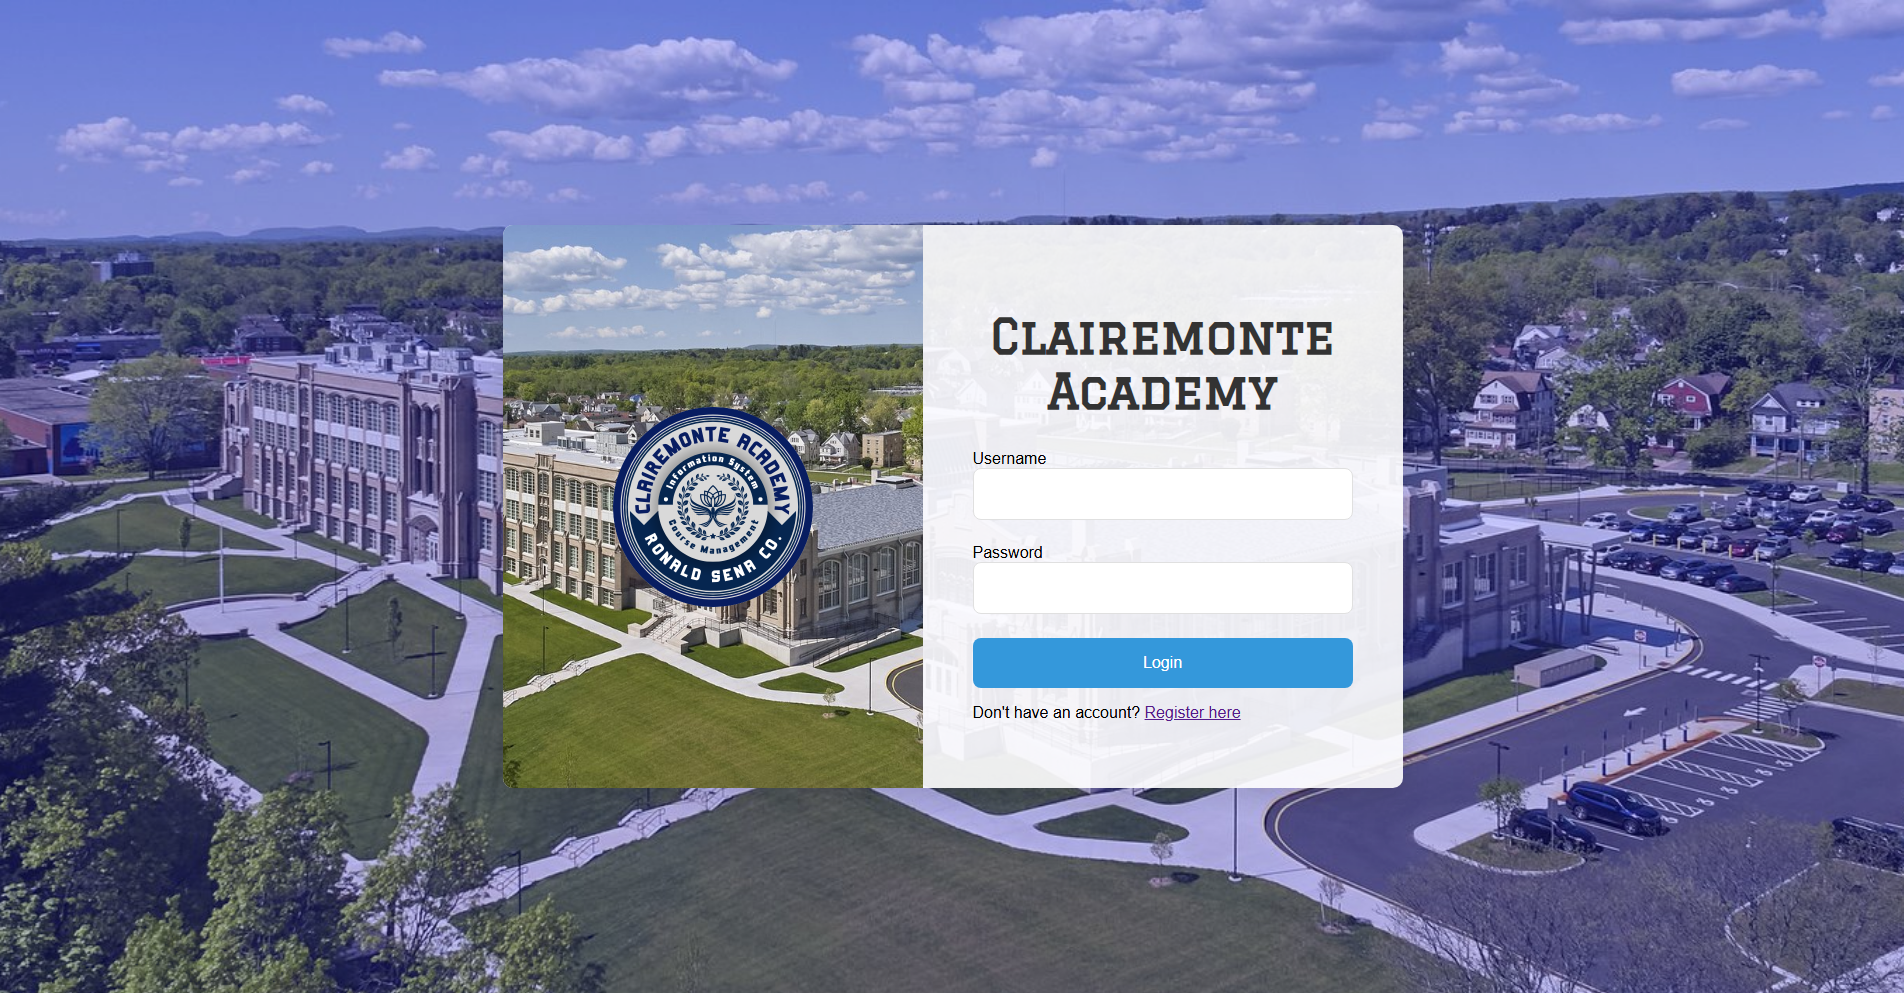 CLAIREMONTE ACADEMY
Information System
Course Management
RONALD SENA CO.
Clairemonte
Academy
Username
Password
Login
Don't have an account? Register here